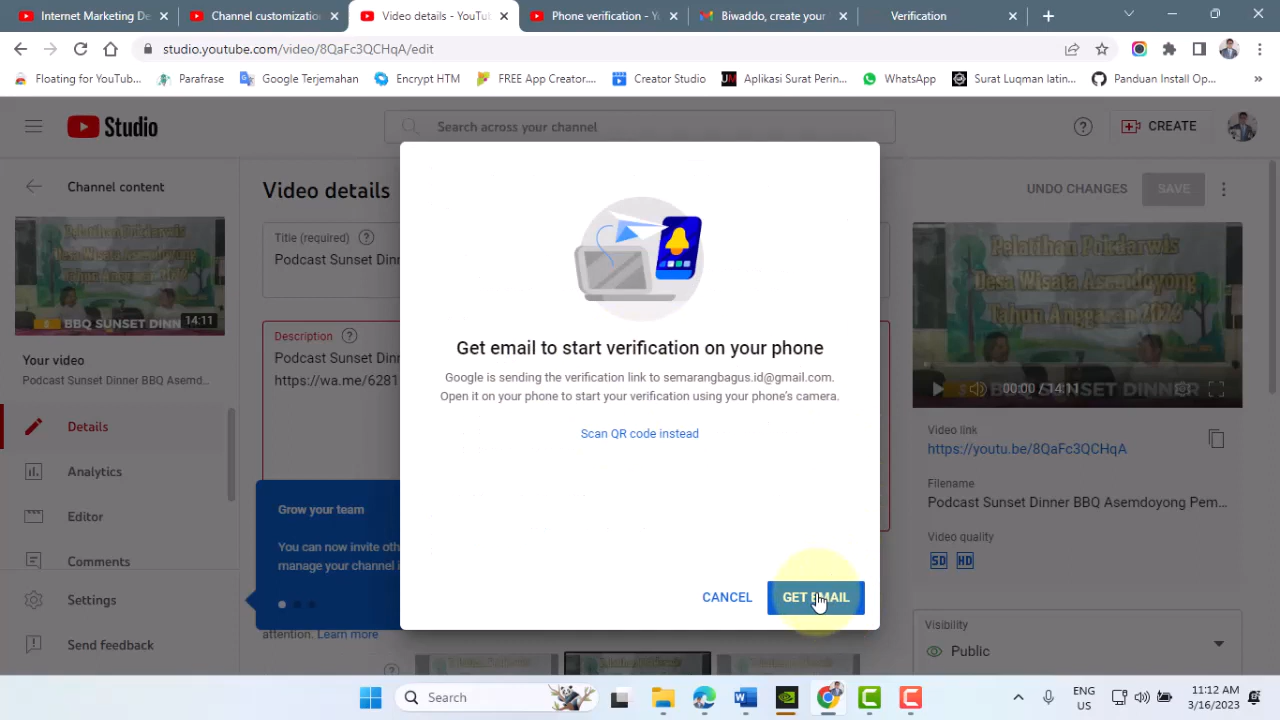 Internet Marketing De
Channel customization
Video details - YouTu
Phone verification - Y
Biwaddo, create your
Verification
studio.youtube.com/video/8QaFc3QCHqA/edit
Floating for YouTub...
Parafrase
Google Terjemahan
Encrypt HTM
FREE App Creator....
Creator Studio
Aplikasi Surat Perin...
WhatsApp
Surat Luqman latin...
Panduan Install Op...
Studio
Search across your channel
CREATE
Channel content
Video details
UNDO CHANGES
SAVE
Pelatihan Pokdarwis
14:11
BBQ SUNSET DINN
Your video
Podcast Sunset Dinner BBQ Asemd...
Details
Analytics
Editor
Comments
Settings
Send feedback
Title (required)
Podcast Sunset Din
Description
Podcast Sunset Din
https://wa.me/6281
Grow your team
You can now invite oth
manage your channel i
attention. Learn more
Get email to start verification on your phone
Google is sending the verification link to semarangbagus.id@gmail.com.
Open it on your phone to start your verification using your phone's camera.
Scan QR code instead
CANCEL
GET EMAIL
Pelatihan Pokdarwis
Desa Wisata Asemdoyong
Tahun Anggaran
00:00 / 14:11
Video link
https://youtu.be/8QaFc3QCHqA
Filename
Podcast Sunset Dinner BBQ Asemdoyong Pem...
Video quality
SD
HD
Visibility
Public
Search
ENG
US
11:12 AM
3/16/2023